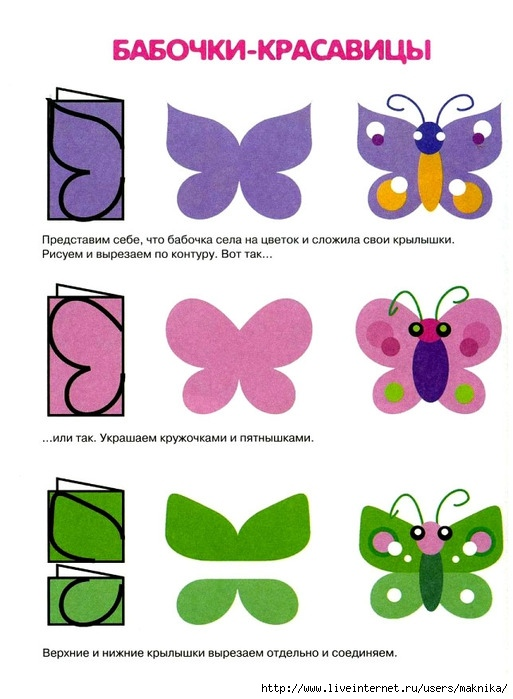 БАБОЧКИ-КРАСАВИЦЫ
Представим себе, что бабочка села на цветок и сложила свои крылышки.
Рисуем и вырезаем по контуру. Вот так...
...или так. Украшаем кружочками и пятнышками.
Верхние и нижние крылышки вырезаем отдельно и соединяем.
http://www.liveinternet.ru/users/maknika/